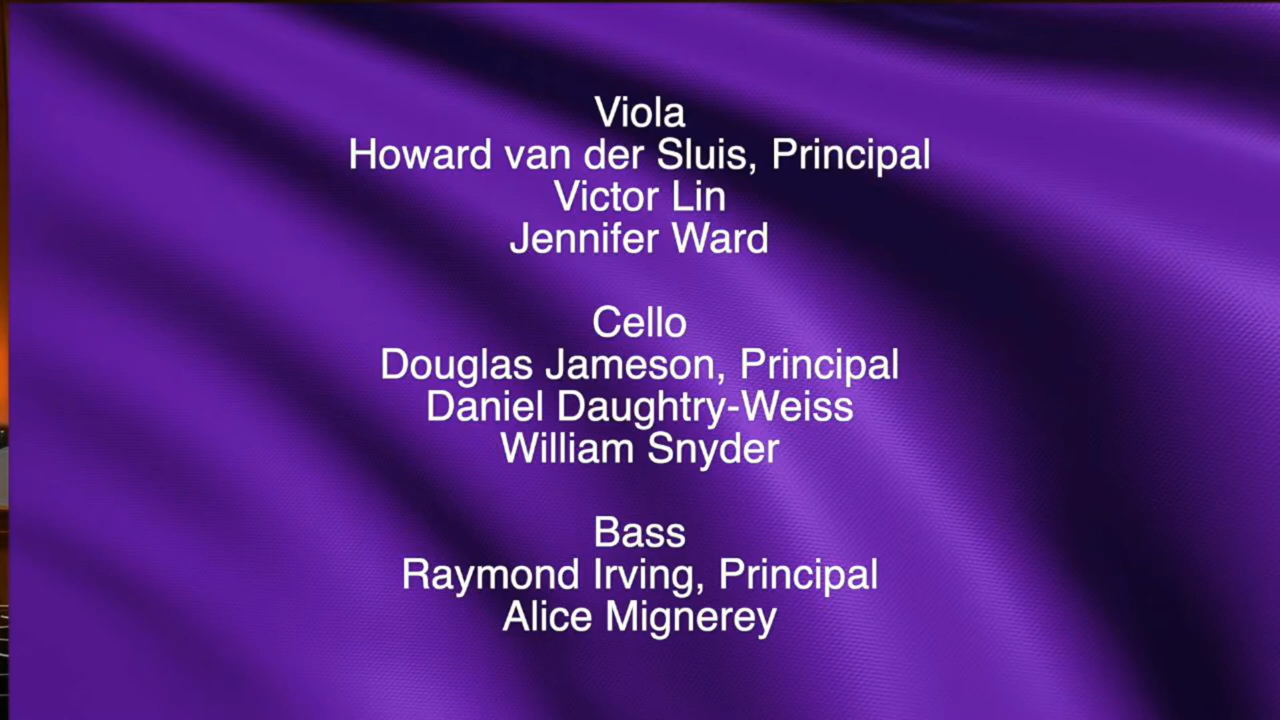 Viola
Howard van der Sluis, Principal
Victor Lin
Jennifer Ward
Cello
Douglas Jameson, Principal
Daniel Daughtry-Weiss
William Snyder
Bass
Raymond Irving, Principal
Alice Mignerey